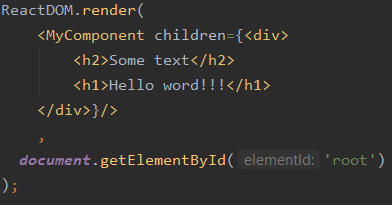 ReactDOM.render(
<MyComponent children={<div>
<h2>Some text</h2>
<h1>Hello word!!!</h1>
</div>}/>
,
document.getElementById( elementId: 'root')
);